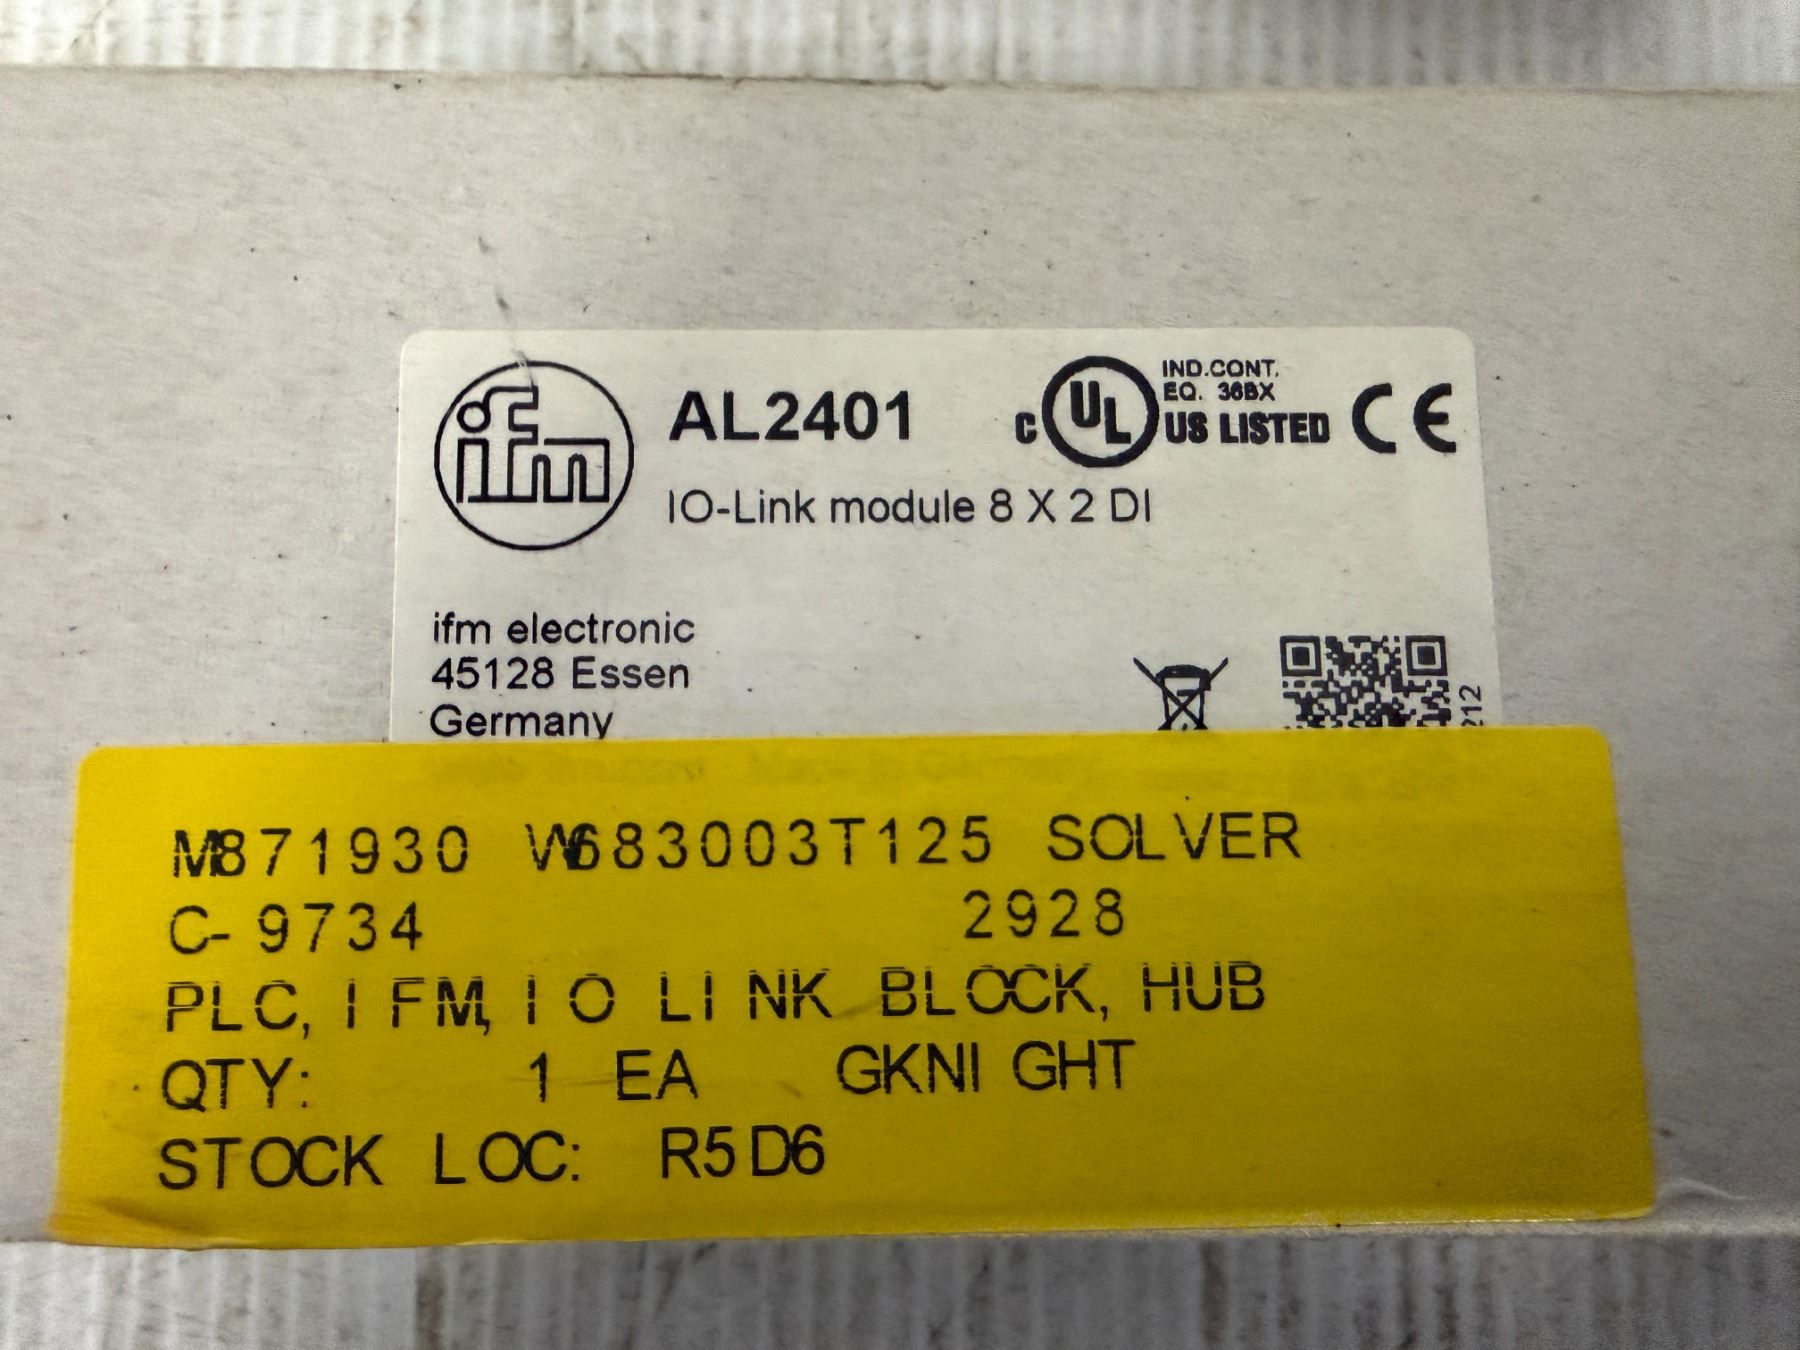 ifm
AL2401
c UL US LISTED
IND.CONT.
EQ. 36BX
CE
IO-Link module 8 X 2 DI
ifm electronic
45128 Essen
Germany
212
M871930 W683003T125 SOLVER
C-9734 2928
PLC, IFM, IO LINK BLOCK, HUB
QTY: 1 EA GKNIGHT
STOCK LOC: R5D6